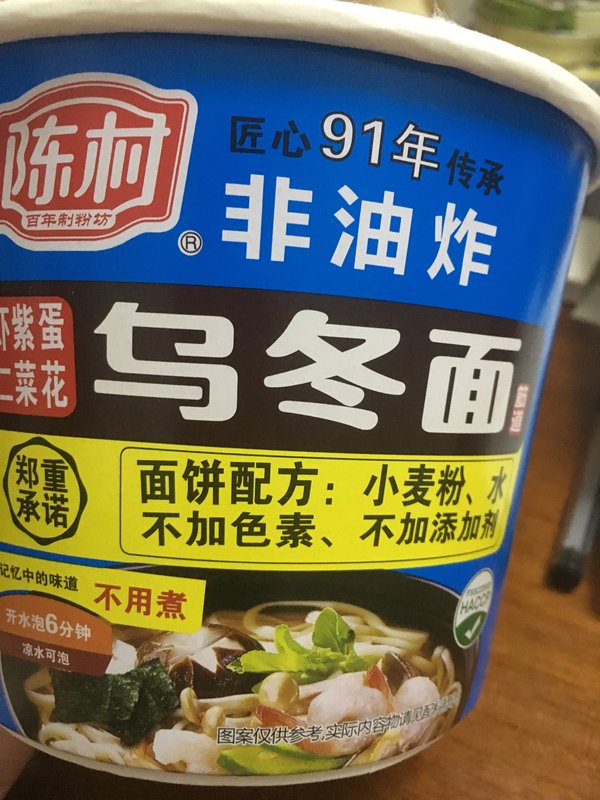 陈村
百年制粉坊
®
匠心91年传承
非油炸
虾紫蛋
仁菜花
乌冬面
郑重
承诺
面饼配方：小麦粉、水
不加色素、不加添加剂
记忆中的味道
不用煮
开水泡6分钟
凉水可泡
HACCP
图案仅供参考,实际内容物请见配料